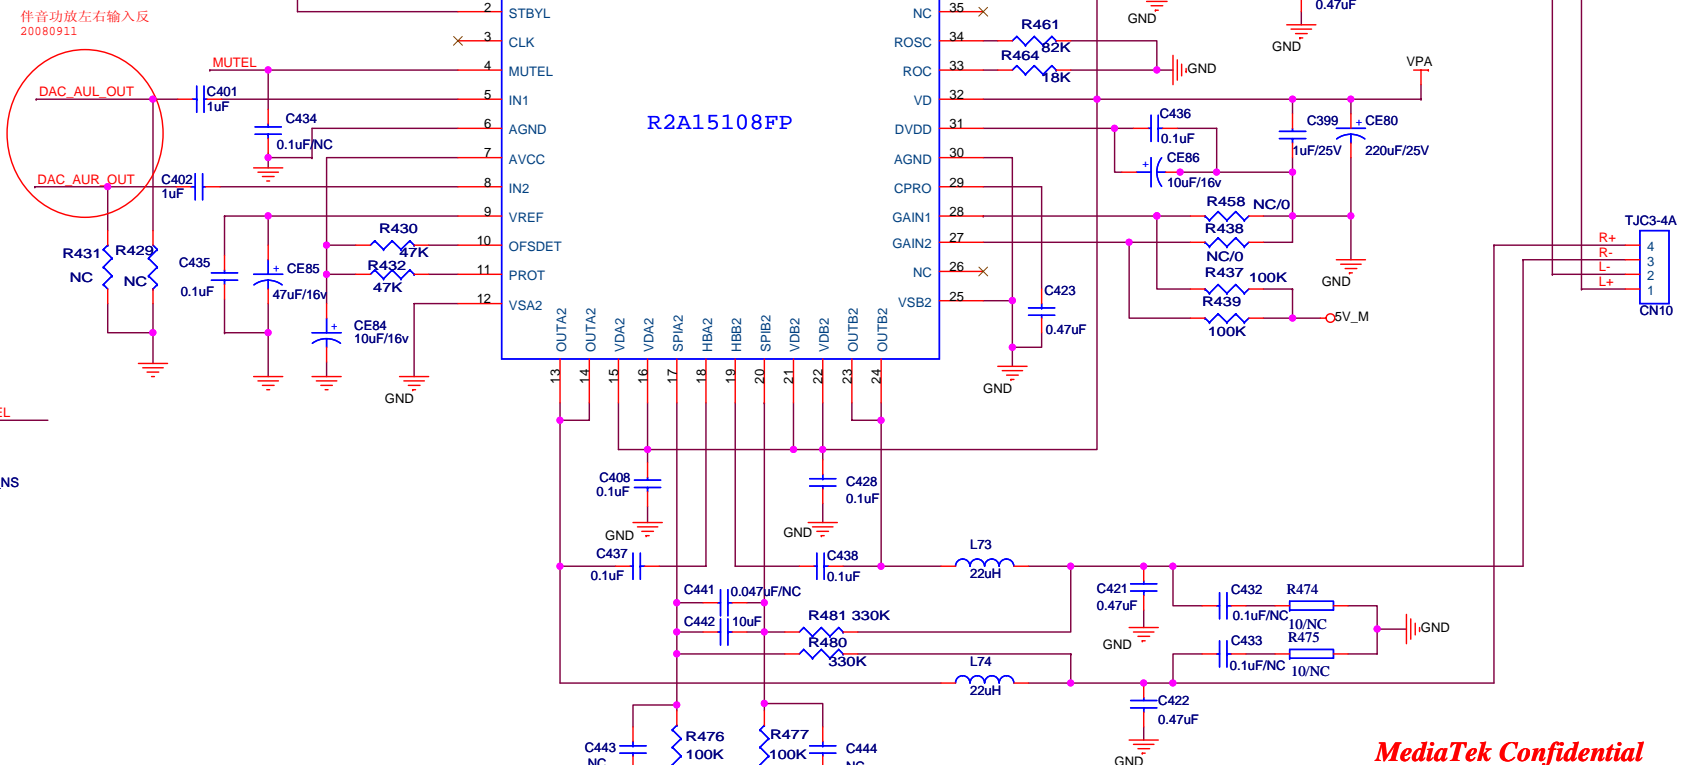 伴音功放左右输入反
20080911
DAC_AUL_OUT
DAC_AUR_OUT
MUTEL
C401
1uF
C402
1uF
C434
0.1uF/NC
R431
NC
R429
NC
C435
0.1uF
CE85
47uF/16v
R430
47K
R432
47K
CE84
10uF/16v
GND
EL
_NS
R2A15108FP
2 STBYL
3 CLK
4 MUTEL
5 IN1
6 AGND
7 AVCC
8 IN2
9 VREF
10 OFSDET
11 PROT
12 VSA2
NC 35
ROSC 34
ROC 33
VD 32
DVDD 31
AGND 30
CPRO 29
GAIN1 28
GAIN2 27
NC 26
VSB2 25
OUTA2 13
OUTA2 14
VDA2 15
VDA2 16
SPIA2 17
HBA2 18
HBB2 19
SPIB2 20
VDB2 21
VDB2 22
OUTB2 23
OUTB2 24
GND
0.47uF
GND
R461
82K
R464
18K
GND
VPA
C436
0.1uF
CE86
10uF/16v
C399
1uF/25V
CE80
220uF/25V
R458 NC/0
R438
NC/0
R437 100K
R439
100K
5V_M
GND
C423
0.47uF
GND
TJC3-4A
R+ 4
R- 3
L- 2
L+ 1
CN10
C408
0.1uF
GND
C428
0.1uF
GND
C437
0.1uF
C438
0.1uF
C441 0.047uF/NC
C442 10uF
R481 330K
R480
330K
L73
22uH
L74
22uH
C421
0.47uF
GND
C422
0.47uF
GND
C432
0.1uF/NC
R474
10/NC
C433
0.1uF/NC
R475
10/NC
GND
C443
NC
R476
100K
R477
100K
C444
NC
MediaTek Confidential